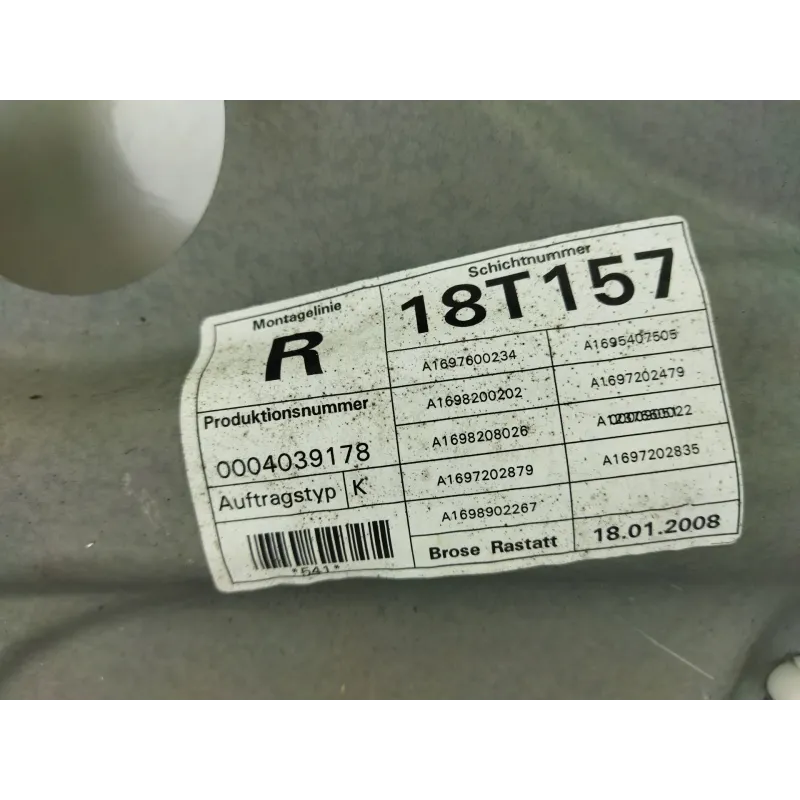 Montagelinie
R
Schichtnummer
18T157
Produktionsnummer
0004039178
Auftragstyp K
*541*
A1697600234 A1695407505
A1698200202 A1697202479
A1698208026
A1697202879 A1697202835
A1698902267
Brose Rastatt 18.01.2008